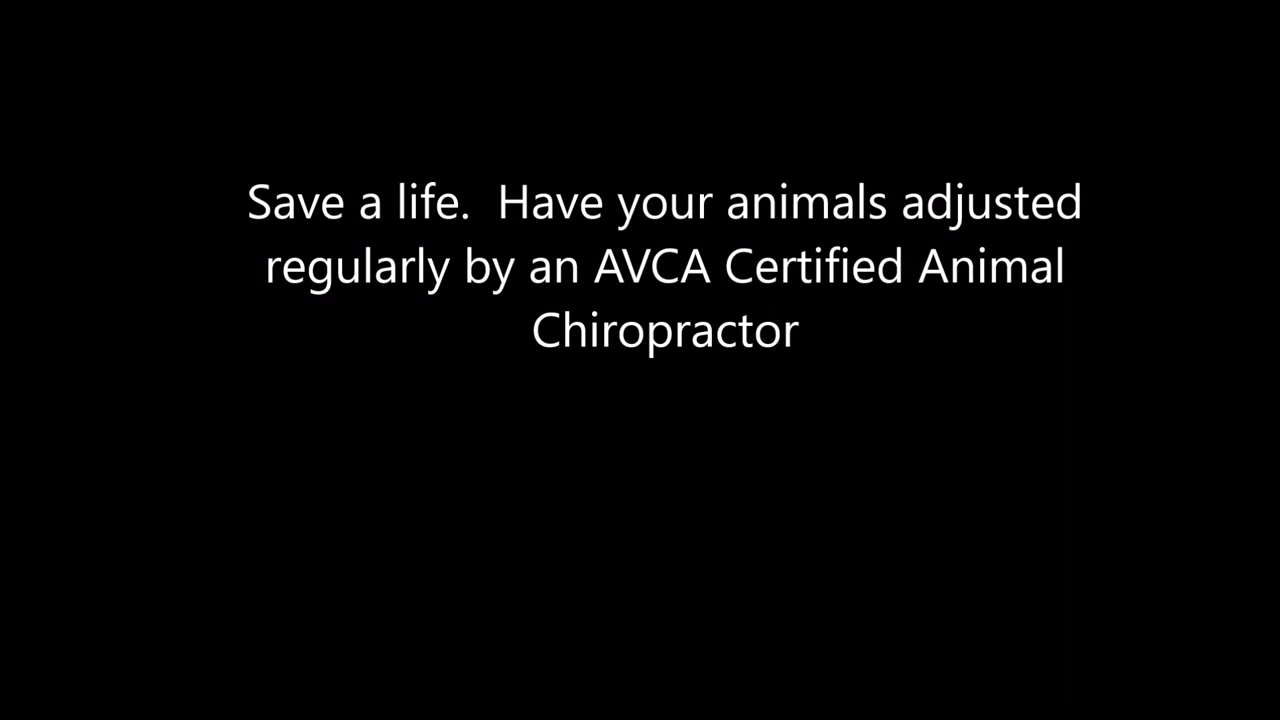 Save a life.  Have your animals adjusted
regularly by an AVCA Certified Animal
Chiropractor